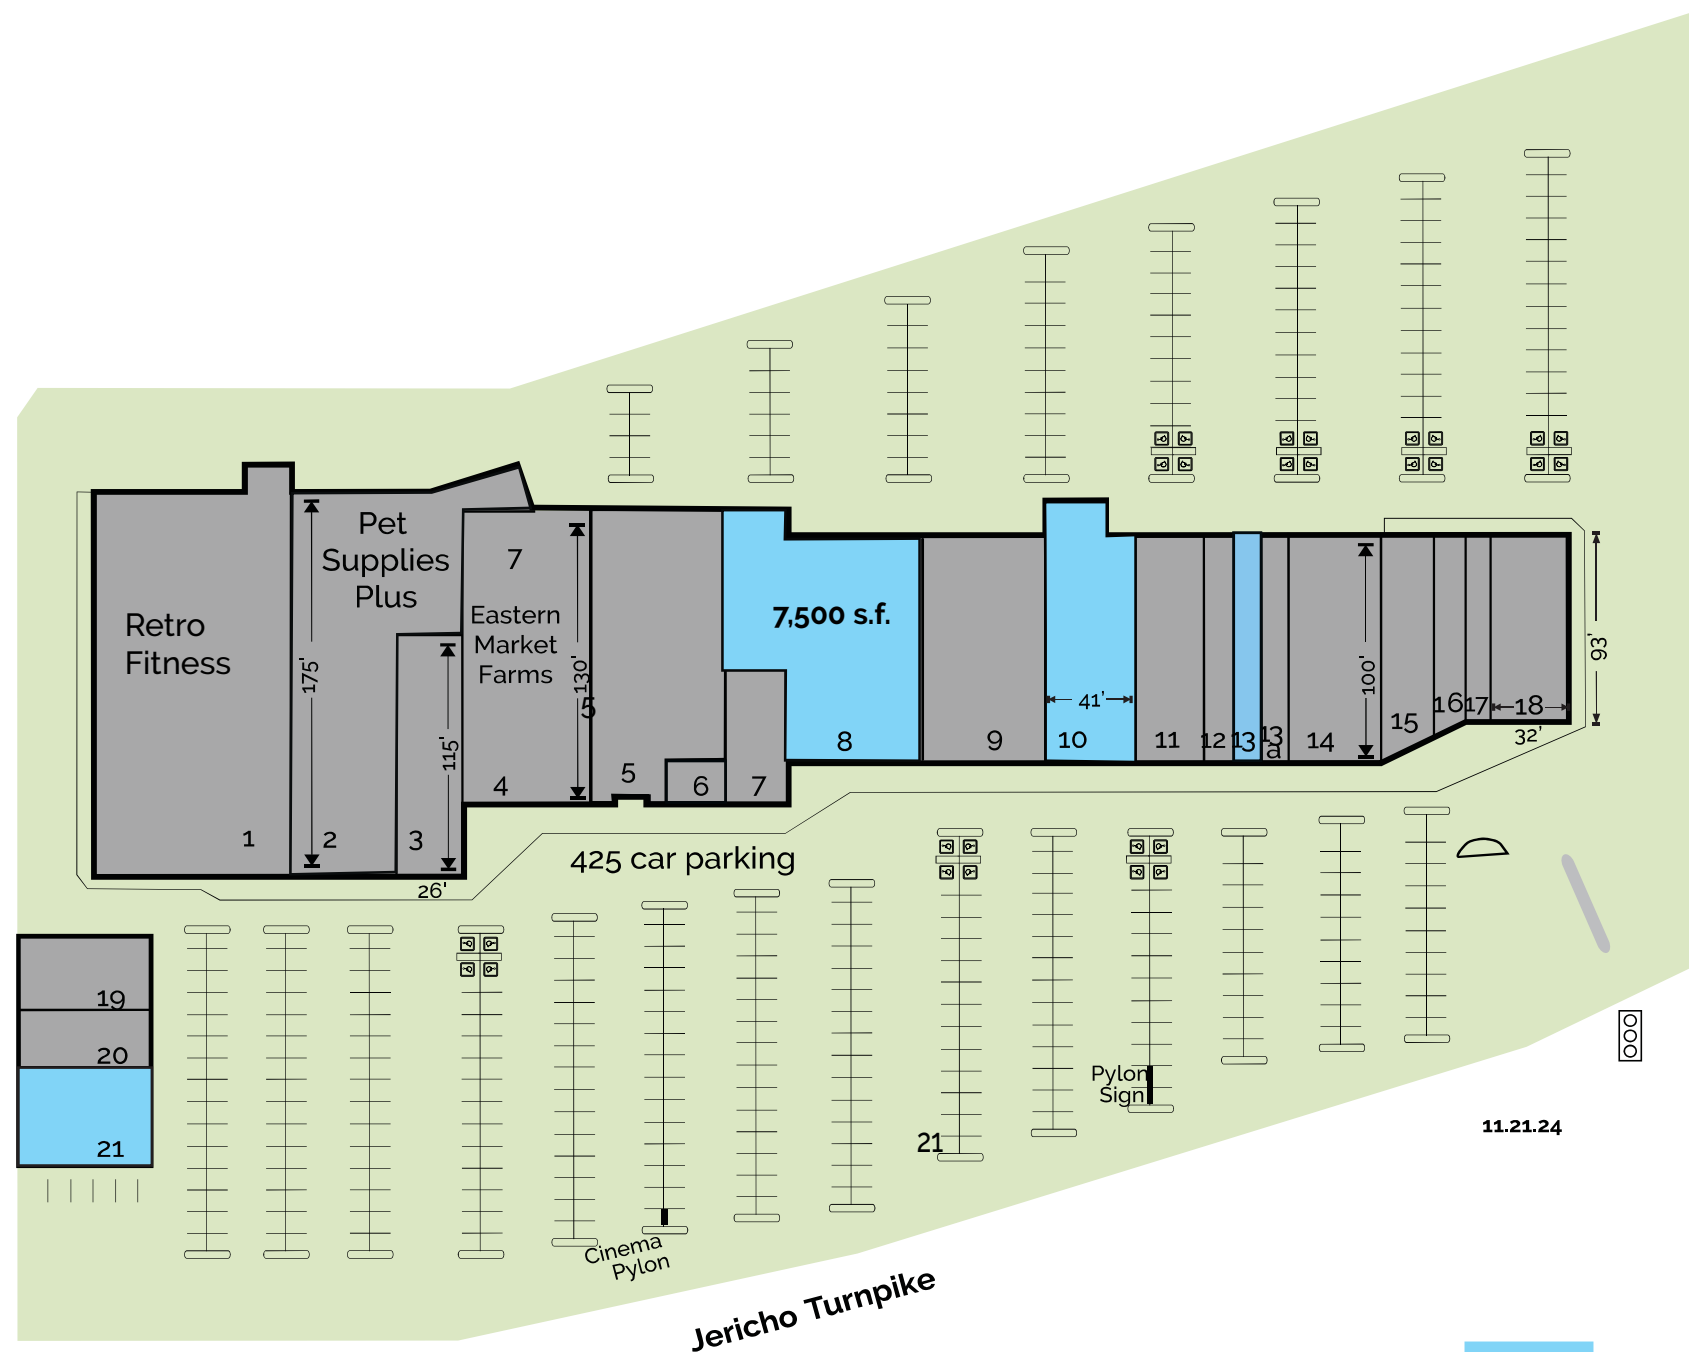 Pet
Supplies
Plus
Retro
Fitness
7
Eastern
Market
Farms
175'
115'
130'
5
7,500 s.f.
41'
100'
93'
32'
26'
1
2
3
4
5
6
7
8
9
10
11
12
13
13
a
14
15
16
17
18
425 car parking
19
20
21
21
Pylon
Sign
Cinema
Pylon
Jericho Turnpike
11.21.24